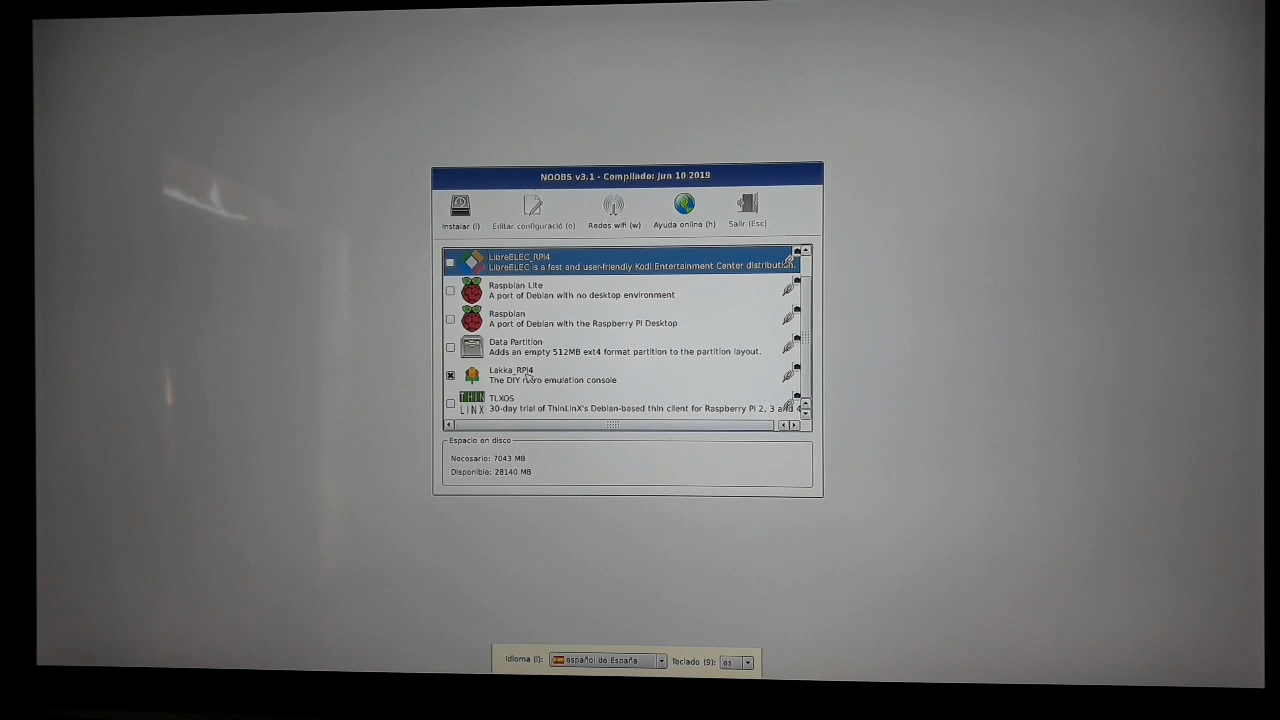 NOOBS v3.1 - Compilado: Jun 10 2019
Instalar (i) Editar configuració (e) Redes wifi (w) Ayuda online (h) Salir (Esc)
LibreELEC_RPi4
LibreELEC is a fast and user-friendly Kodi Entertainment Center distribution.
Raspbian Lite
A port of Debian with no desktop environment
Raspbian
A port of Debian with the Raspberry Pi Desktop
Data Partition
Adds an empty 512MB ext4 format partition to the partition layout.
Lakka_RPi4
The DIY retro emulation console
THIN
LINX
TLXOS
30-day trial of ThinLinX's Debian-based thin client for Raspberry Pi 2, 3 and 4
Espacio en disco
Necesario: 7043 MB
Disponible: 28140 MB
Idioma (l): español de España Teclado (9): es